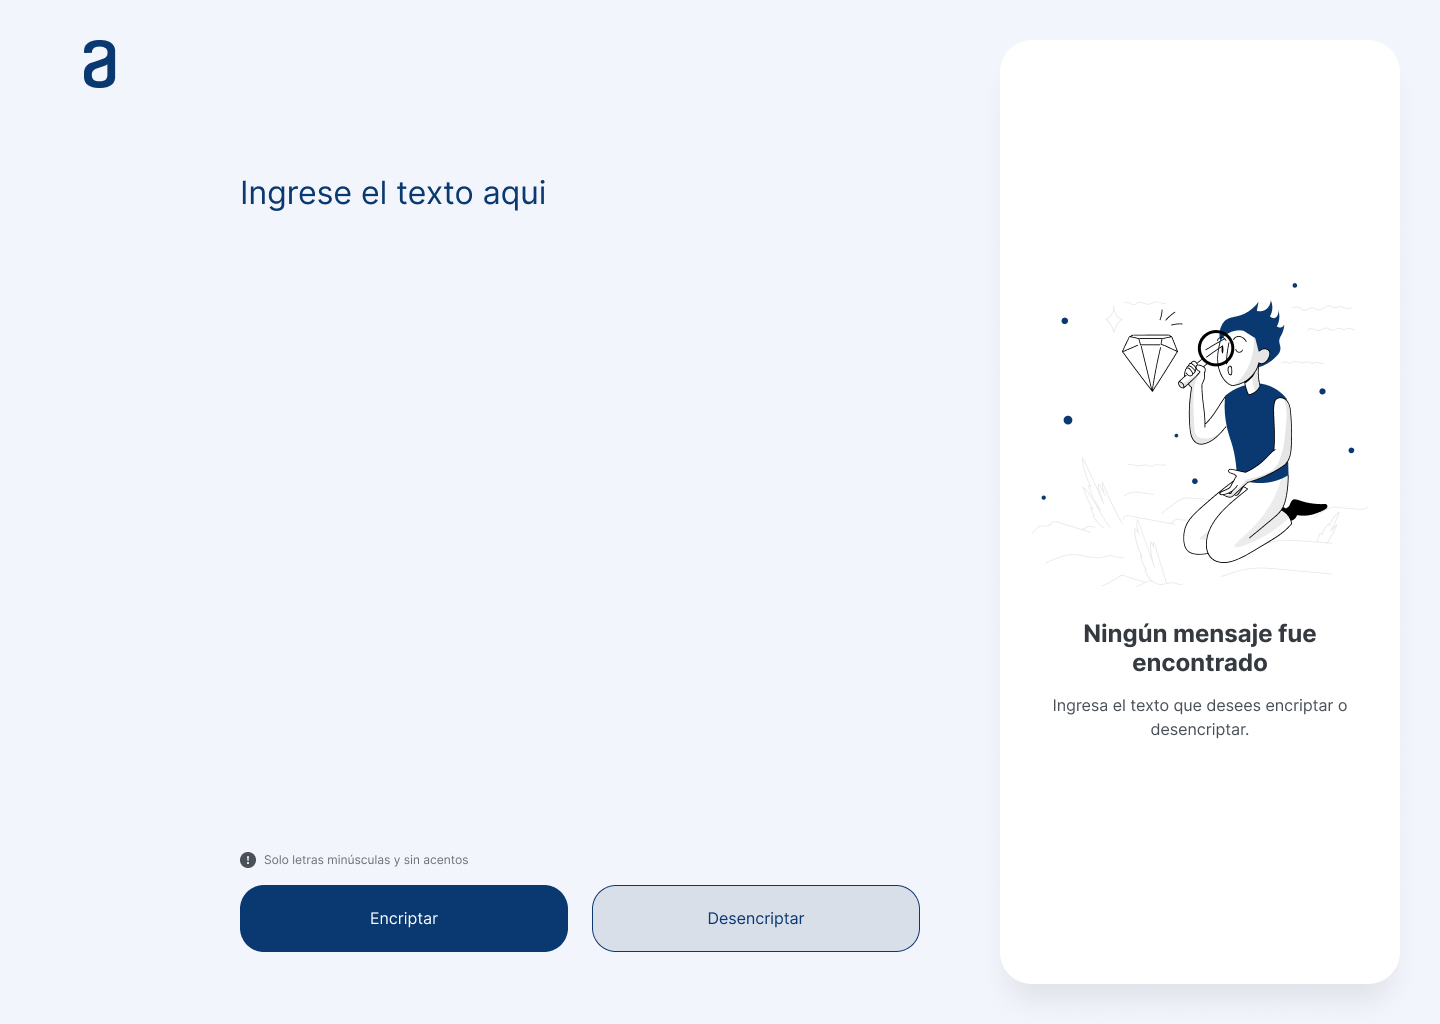 a
Ingrese el texto aqui
Solo letras minúsculas y sin acentos
Encriptar
Desencriptar
Ningún mensaje fue
encontrado
Ingresa el texto que desees encriptar o
desencriptar.